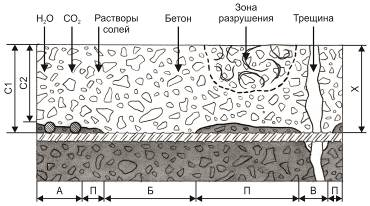 H₂O CO₂ Растворы солей Бетон Зона разрушения Трещина
C1
C2
X
А П Б П В П